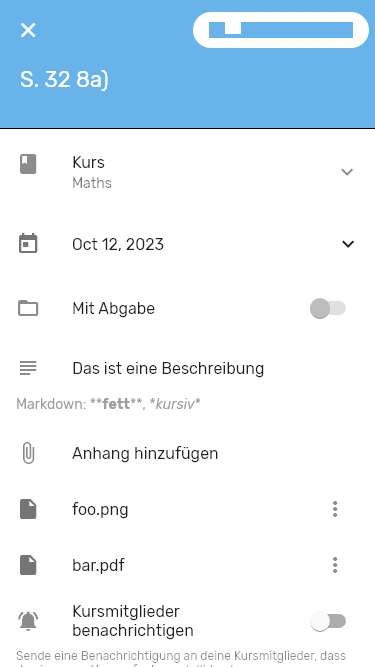 S. 32 8a)
Kurs
Maths
Oct 12, 2023
Mit Abgabe
Das ist eine Beschreibung
Markdown: **fett**, *kursiv*
Anhang hinzufügen
foo.png
bar.pdf
Kursmitglieder
benachrichtigen
Sende eine Benachrichtigung an deine Kursmitglieder, dass